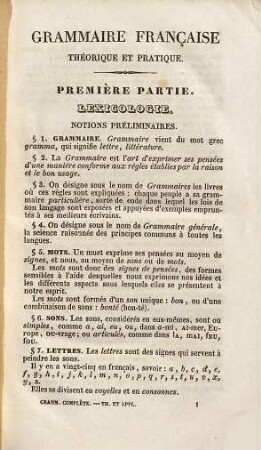 GRAMMAIRE FRANÇAISE
THÉORIQUE ET PRATIQUE.
PREMIÈRE PARTIE.
LEXICOLOGIE.
NOTIONS PRÉLIMINAIRES.
§ 1. GRAMMAIRE. Grammaire vient du mot grec
gramma, qui signifie lettre, littérature.
§ 2. La Grammaire est l'art d'exprimer ses pensées
d'une manière conforme aux règles établies par la raison
et le bon usage.
§ 3. On désigne sous le nom de Grammaires les livres
où ces règles sont expliquées : chaque peuple a sa gram-
maire particulière, sorte de code dans lequel les lois de
son langage sont exposées et appuyées d'exemples emprun-
tés à ses meilleurs écrivains.
§ 4. On désigne sous le nom de Grammaire générale,
la science raisonnée des principes communs à toutes les
langues.
§ 5. MOTS. Un mot exprime ses pensées au moyen de
signes, et nous, au moyen de sons ou de mots.
Les mots sont donc des signes de pensées, des formes
sensibles à l'aide desquelles nous exprimons nos idées et
les différents aspects sous lesquels elles se présentent à
notre esprit.
Les mots sont formés d'un son unique : bon, ou d'une
combinaison de sons : bonté (bon-té).
§ 6. SONS. Les sons, considérés en eux-mêmes, sont ou
simples, comme a, ai, eu, ou, dans a-mi, Ai-mer, Eu-
rope, ou-vrage; ou articulés, comme dans la, mai, feu,
sou.
§ 7. LETTRES. Les lettres sont des signes qui servent à
peindre les sons.
Il y en a vingt-cinq en français, savoir : a, b, c, d, e,
f, g, h, i, j, k, l, m, n, o, p, q, r, s, t, u, v, x,
y, z.
Elles se divisent en voyelles et en consonnes.
GRAMM. COMPLÈTE. — TH. ET APPL. 1